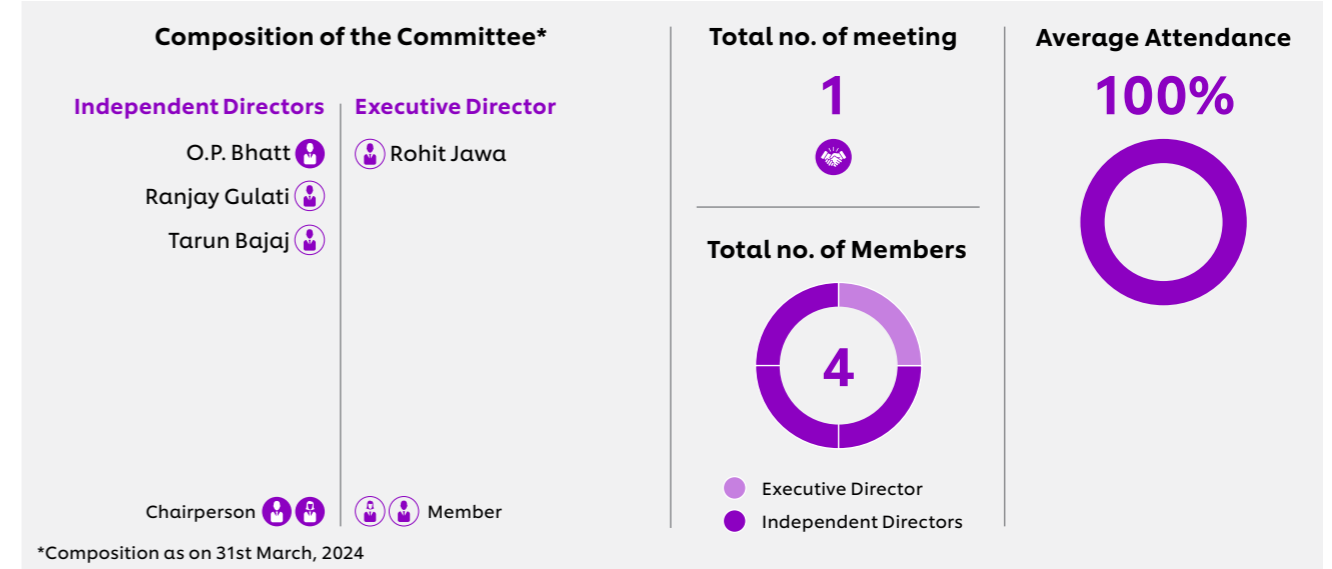 Composition of the Committee*
Independent Directors
O.P. Bhatt
Ranjay Gulati
Tarun Bajaj
Executive Director
Rohit Jawa
Chairperson
Member
Total no. of meeting
1
Total no. of Members
4
Executive Director
Independent Directors
Average Attendance
100%
*Composition as on 31st March, 2024